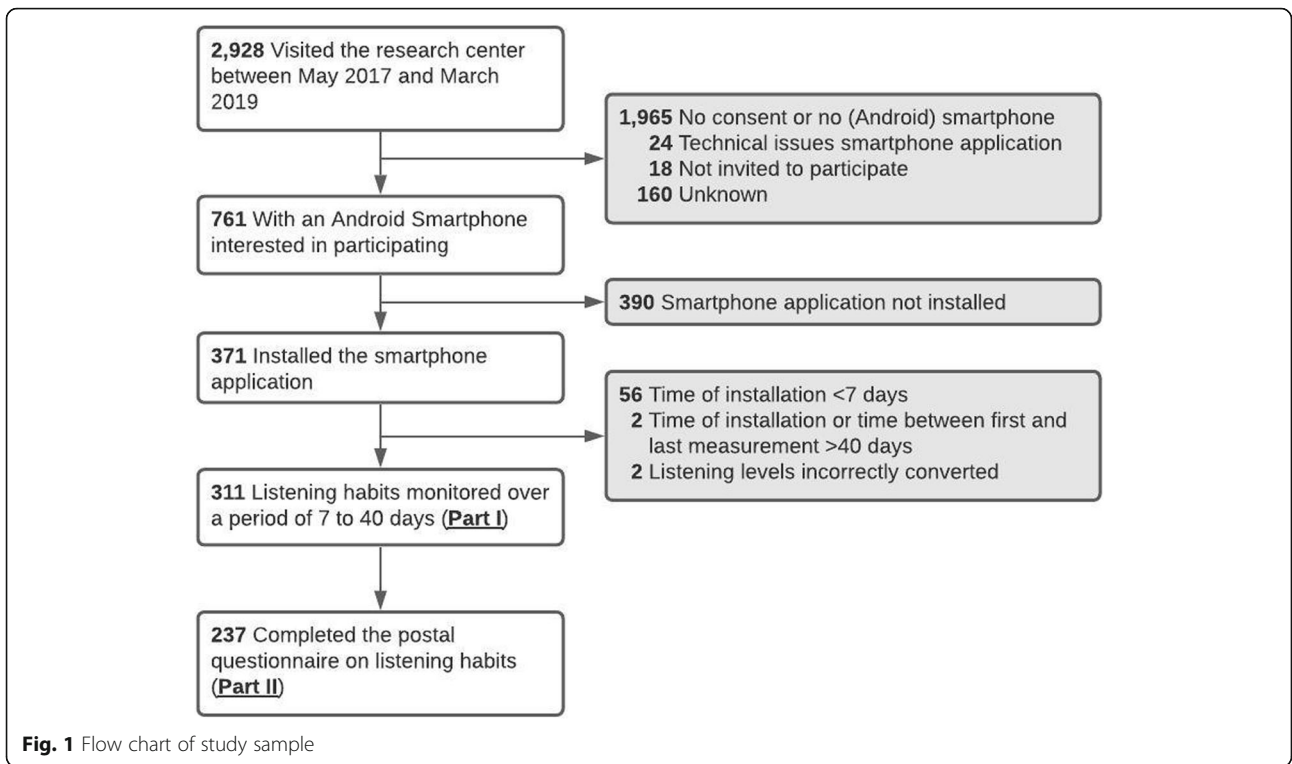 2,928 Visited the research center
between May 2017 and March
2019
1,965 No consent or no (Android) smartphone
24 Technical issues smartphone application
18 Not invited to participate
160 Unknown
761 With an Android Smartphone
interested in participating
390 Smartphone application not installed
371 Installed the smartphone
application
56 Time of installation <7 days
2 Time of installation or time between first and
last measurement >40 days
2 Listening levels incorrectly converted
311 Listening habits monitored over
a period of 7 to 40 days (Part I)
237 Completed the postal
questionnaire on listening habits
(Part II)
Fig. 1 Flow chart of study sample